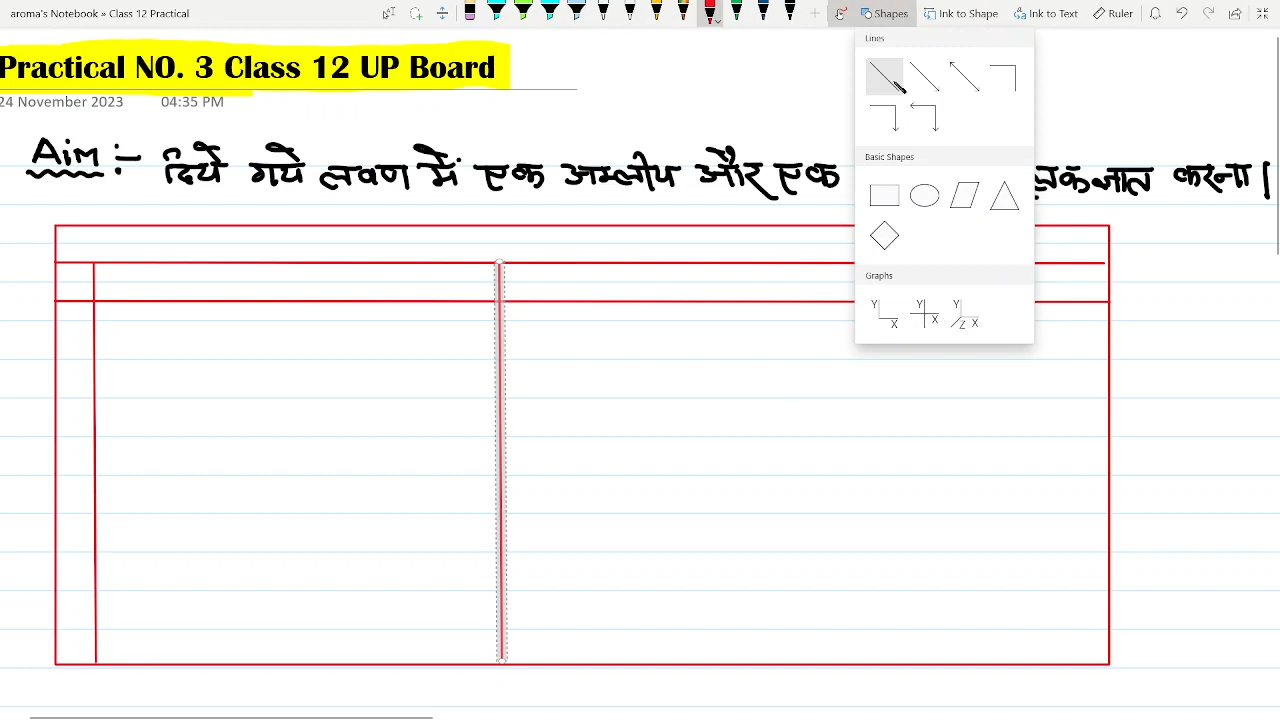 aroma's Notebook » Class 12 Practical
Shapes
Ink to Shape
Ink to Text
Ruler
Lines
Practical NO. 3 Class 12 UP Board
24 November 2023 04:35 PM
Aim :- दिये गये लवण में एक अम्लीय और एक
ज्ञात करना।
Basic Shapes
Graphs
Y X Y X Y Z X